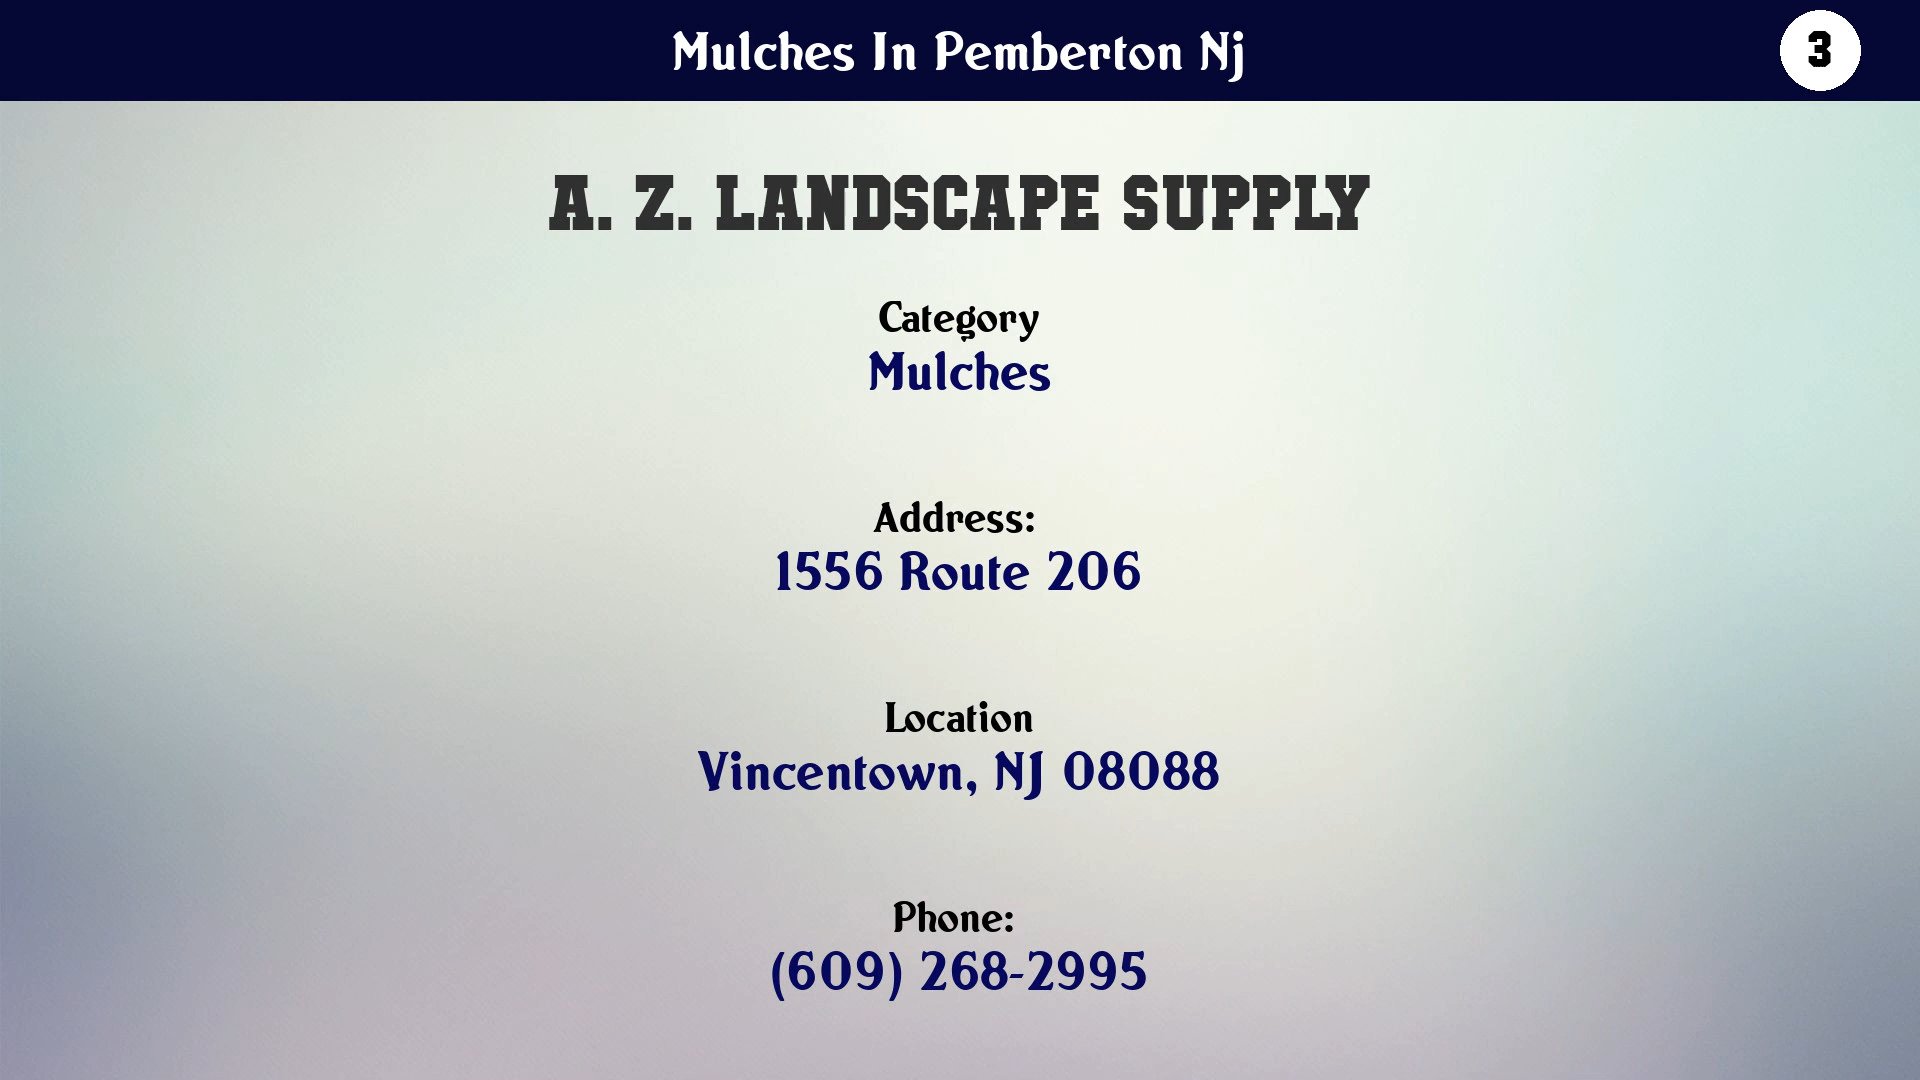 Mulches In Pemberton Nj
3
A. Z. LANDSCAPE SUPPLY
Category
Mulches
Address:
1556 Route 206
Location
Vincentown, NJ 08088
Phone:
(609) 268-2995